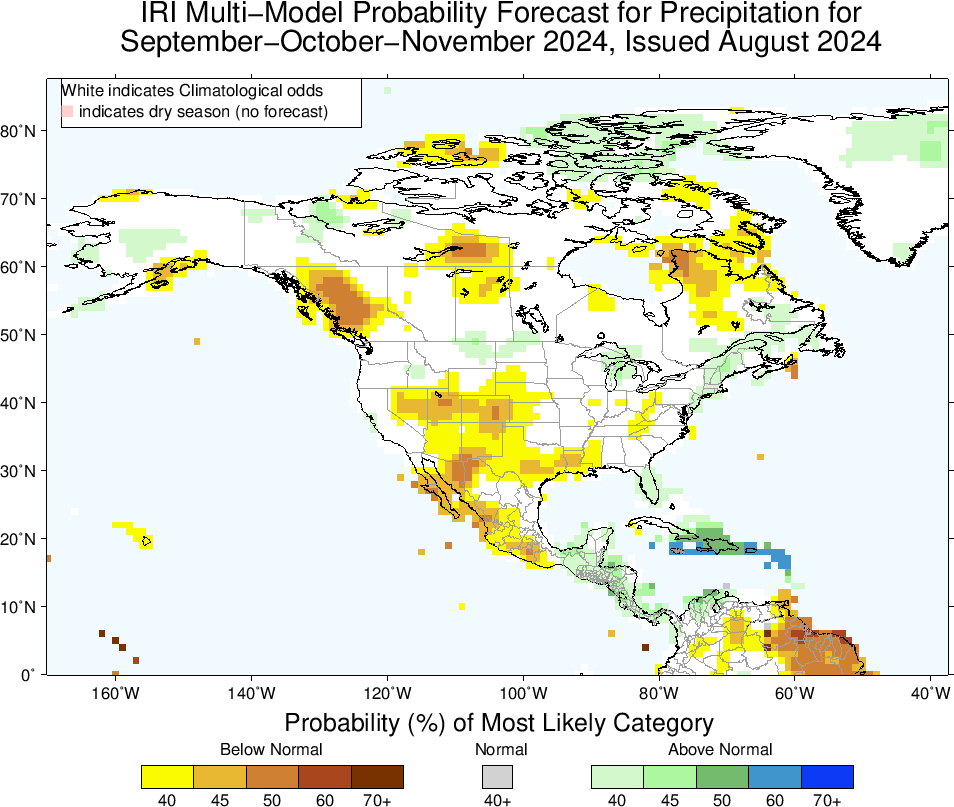 IRI Multi−Model Probability Forecast for Precipitation for
September−October−November 2024, Issued August 2024
White indicates Climatological odds
indicates dry season (no forecast)
80˚N
70˚N
60˚N
50˚N
40˚N
30˚N
20˚N
10˚N
0˚
160˚W 140˚W 120˚W 100˚W 80˚W 60˚W 40˚W
Probability (%) of Most Likely Category
Below Normal Normal Above Normal
40 45 50 60 70+ 40+ 40 45 50 60 70+